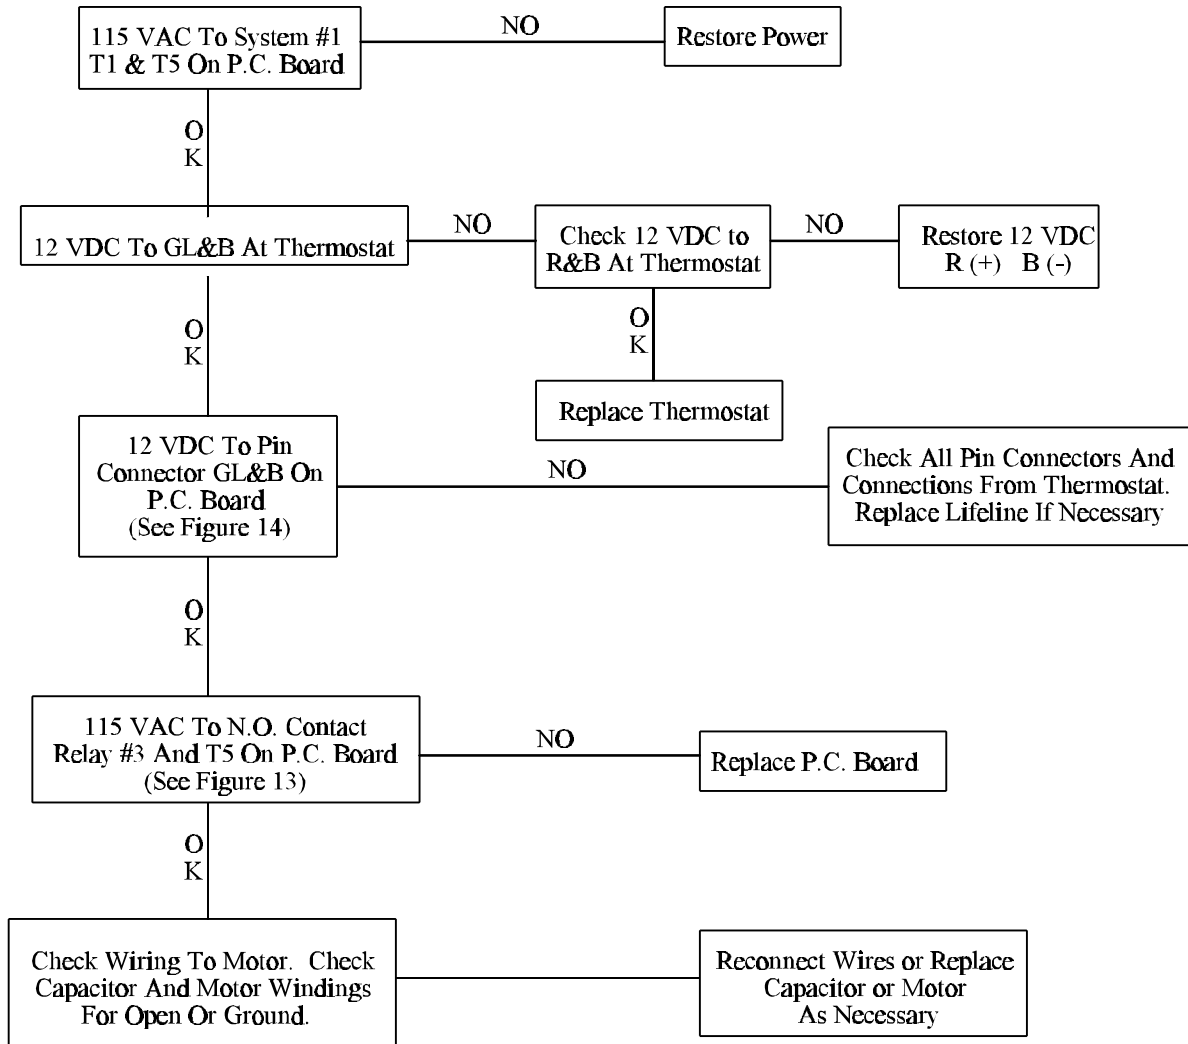 115 VAC To System #1
T1 & T5 On P.C. Board
NO
Restore Power
O
K
12 VDC To GL&B At Thermostat
NO
Check 12 VDC to
R&B At Thermostat
NO
Restore 12 VDC
R (+) B (-)
O
K
O
K
Replace Thermostat
12 VDC To Pin
Connector GL&B On
P.C. Board
(See Figure 14)
NO
Check All Pin Connectors And
Connections From Thermostat.
Replace Lifeline If Necessary
O
K
115 VAC To N.O. Contact
Relay #3 And T5 On P.C. Board
(See Figure 13)
NO
Replace P.C. Board
O
K
Check Wiring To Motor. Check
Capacitor And Motor Windings
For Open Or Ground.
Reconnect Wires or Replace
Capacitor or Motor
As Necessary